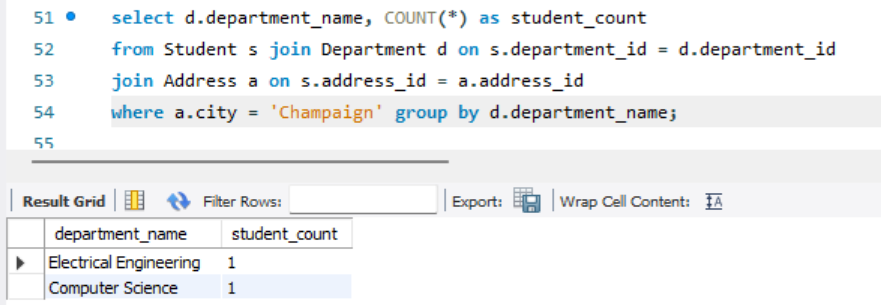 51 select d.department_name, COUNT(*) as student_count
52 from Student s join Department d on s.department_id = d.department_id
53 join Address a on s.address_id = a.address_id
54 where a.city = 'Champaign' group by d.department_name;
55
Result Grid Filter Rows: Export: Wrap Cell Content: IA
department_name student_count
Electrical Engineering 1
Computer Science 1